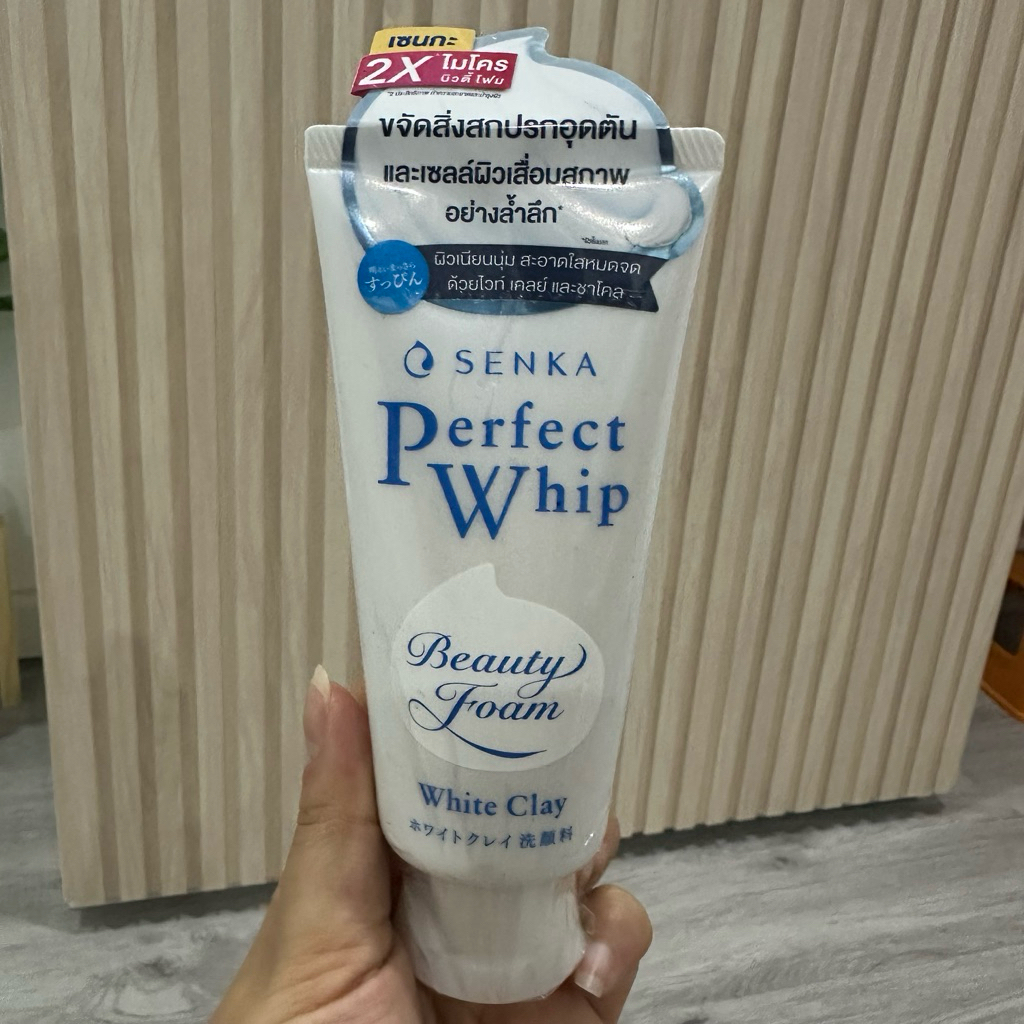 เซนกะ
2X ไมโคร
บิวตี้ โฟม
ขจัดสิ่งสกปรกอุดตัน
และเซลล์ผิวเสื่อมสภาพ
อย่างล้ำลึก*
すっぴん
ผิวเนียนนุ่ม สะอาดใสหมดจด
ด้วยไวท์ เคลย์ และชาโคล
SENKA
Perfect
Whip
Beauty
Foam
White Clay
ホワイトクレイ 洗顔料